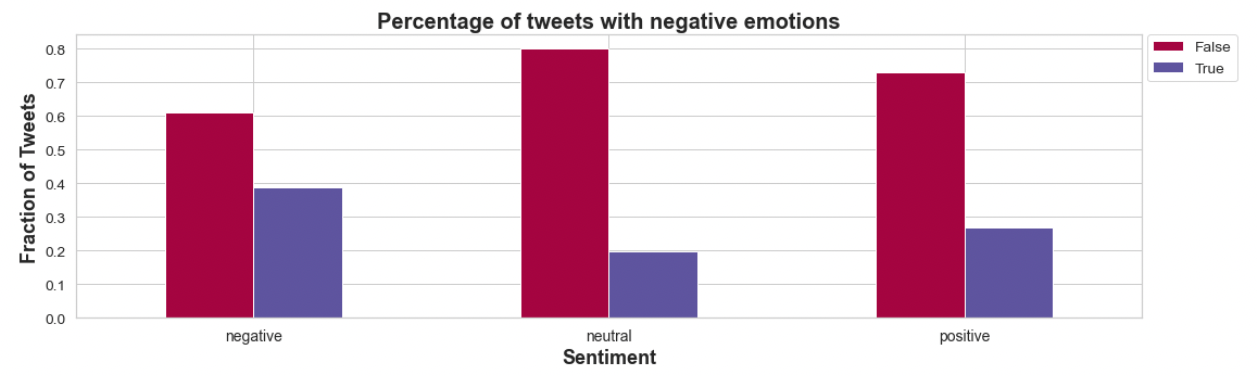 Percentage of tweets with negative emotions
False
True
Fraction of Tweets
0.8
0.7
0.6
0.5
0.4
0.3
0.2
0.1
0.0
negative
neutral
positive
Sentiment